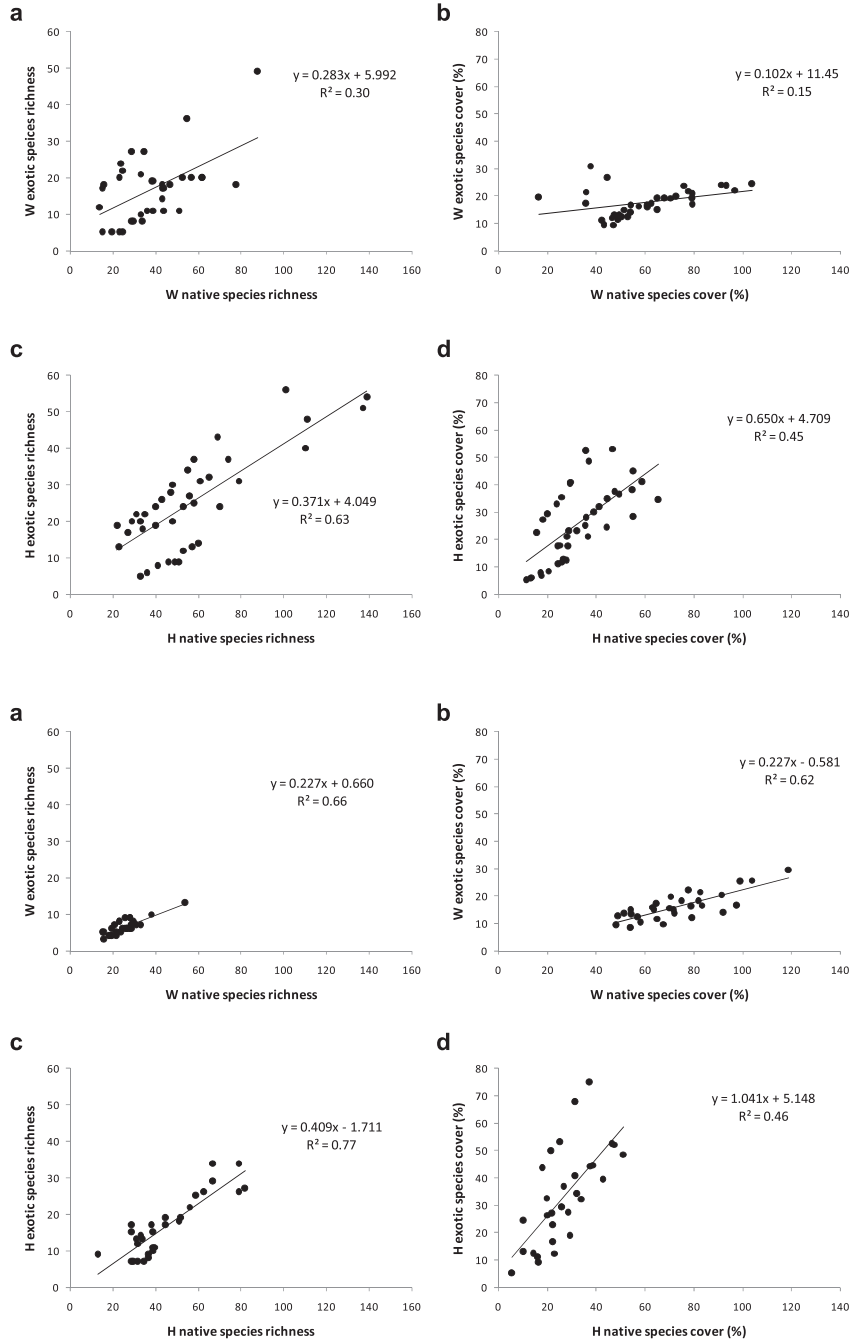 a
60
50
40
30
20
10
0
W exotic speices richness
y = 0.283x + 5.992
R² = 0.30
0 20 40 60 80 100 120 140 160
W native species richness
b
80
70
60
50
40
30
20
10
0
W exotic species cover (%)
y = 0.102x + 11.45
R² = 0.15
0 20 40 60 80 100 120 140
W native species cover (%)
c
60
50
40
30
20
10
0
H exotic species richness
y = 0.371x + 4.049
R² = 0.63
0 20 40 60 80 100 120 140 160
H native species richness
d
80
70
60
50
40
30
20
10
0
H exotic species cover (%)
y = 0.650x + 4.709
R² = 0.45
0 20 40 60 80 100 120 140
H native species cover (%)
a
60
50
40
30
20
10
0
W exotic species richness
y = 0.227x + 0.660
R² = 0.66
0 20 40 60 80 100 120 140 160
W native species richness
b
80
70
60
50
40
30
20
10
0
W exotic species cover (%)
y = 0.227x - 0.581
R² = 0.62
0 20 40 60 80 100 120 140
W native species cover (%)
c
60
50
40
30
20
10
0
H exotic species richness
y = 0.409x - 1.711
R² = 0.77
0 20 40 60 80 100 120 140 160
H native species richness
d
80
70
60
50
40
30
20
10
0
H exotic species cover (%)
y = 1.041x + 5.148
R² = 0.46
0 20 40 60 80 100 120 140
H native species cover (%)